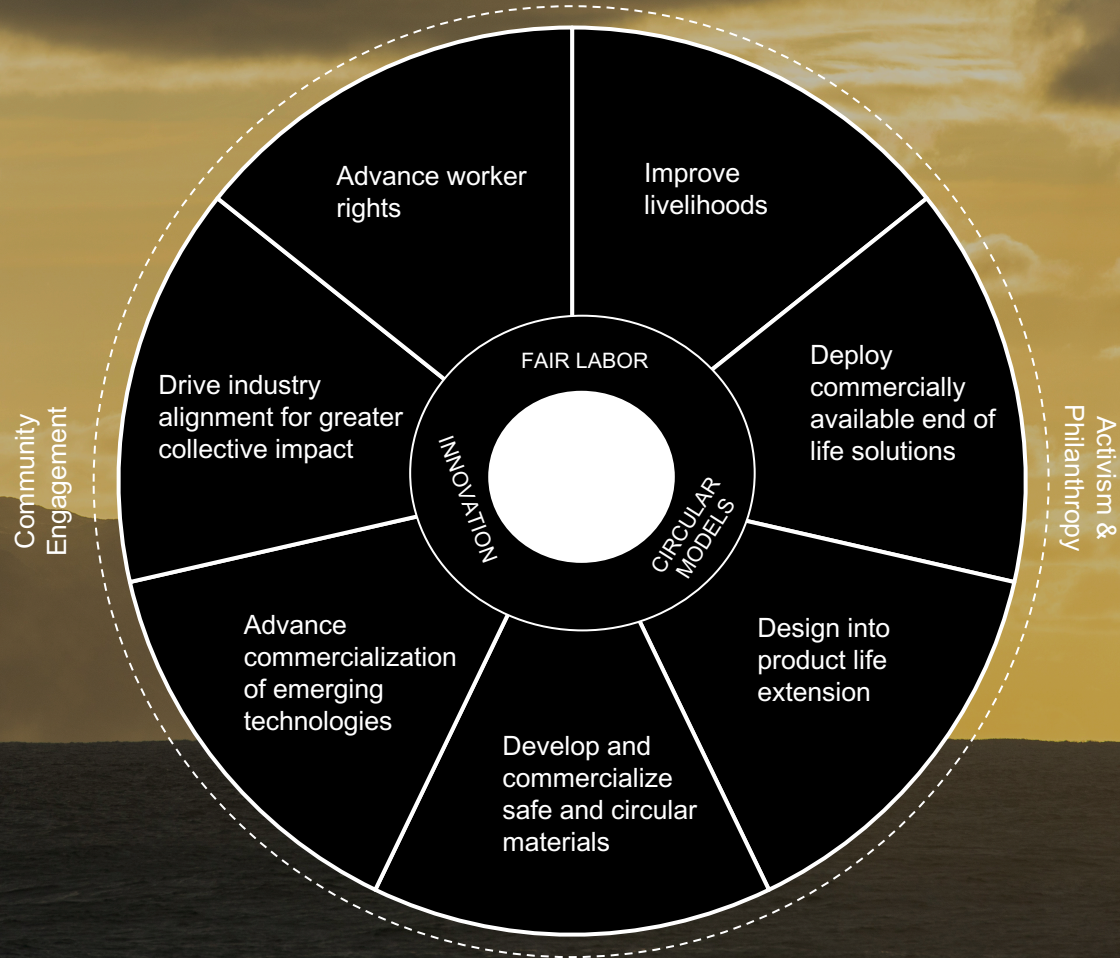 Advance worker
rights
Improve
livelihoods
Drive industry
alignment for greater
collective impact
FAIR LABOR
Deploy
commercially
available end of
life solutions
Community
Engagement
INNOVATION
CIRCULAR
MODELS
Activism &
Philanthropy
Advance
commercialization
of emerging
technologies
Design into
product life
extension
Develop and
commercialize
safe and circular
materials